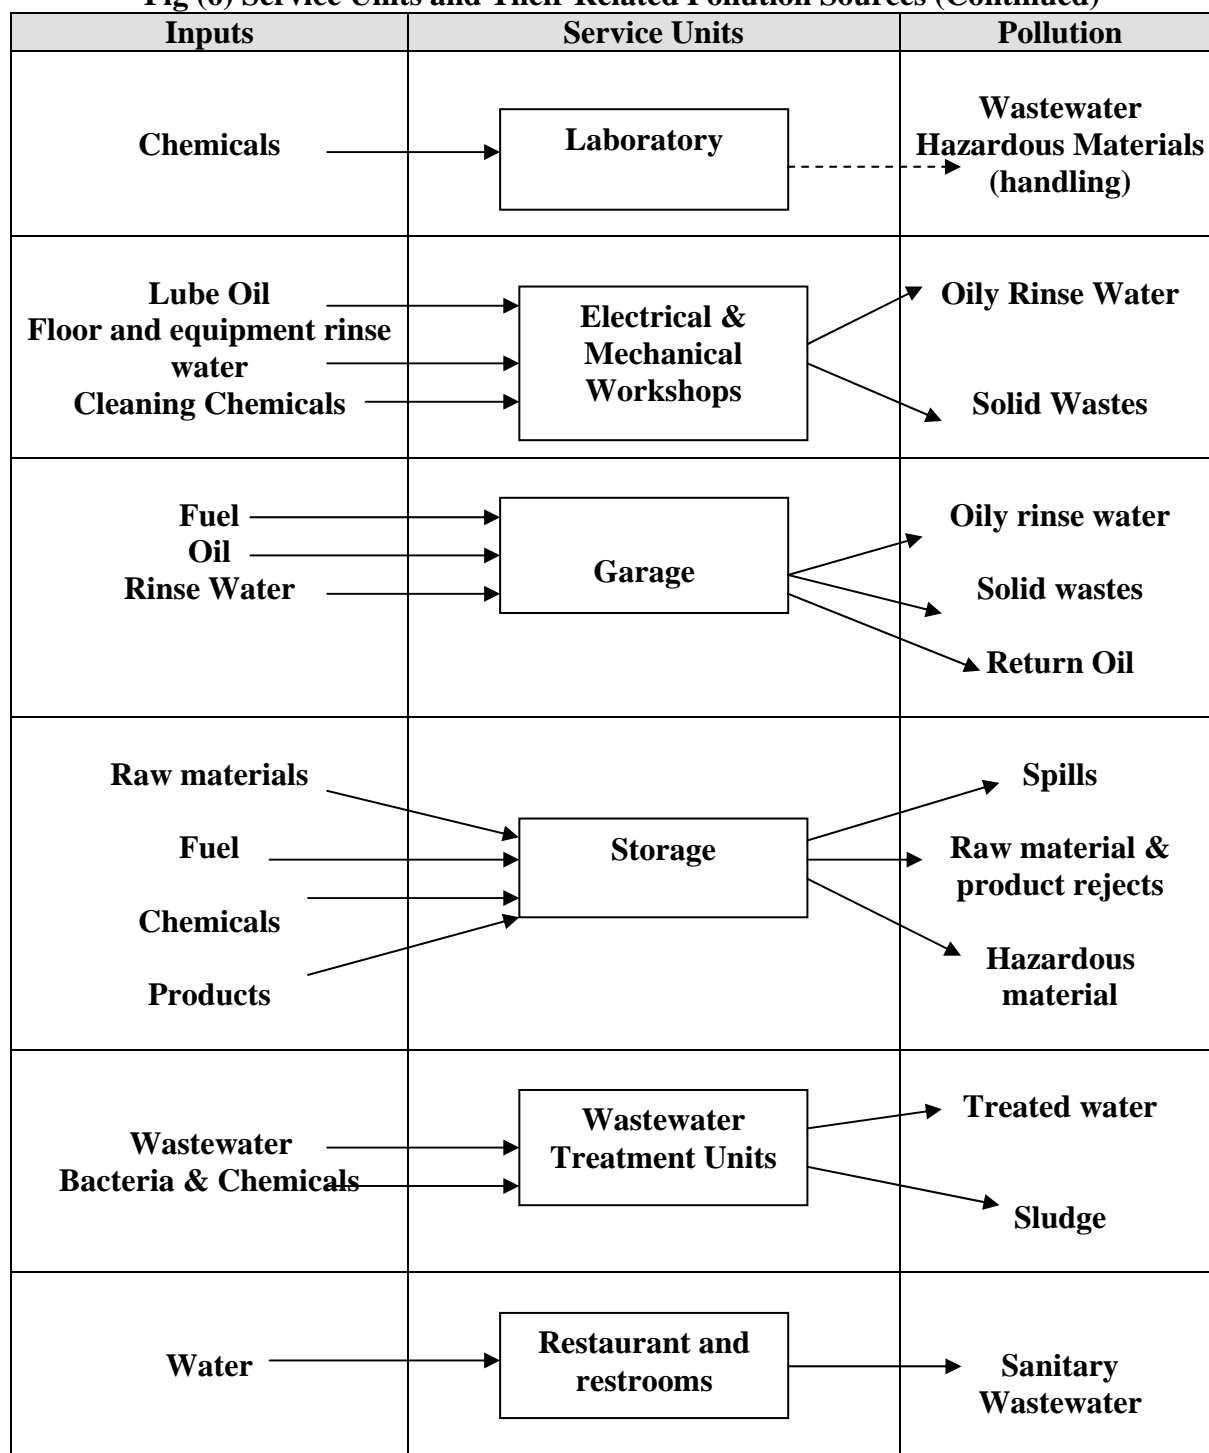 Fig (6) Service Units and Their Related Pollution Sources (Continued)
Inputs
Service Units
Pollution
Chemicals
Laboratory
Wastewater
Hazardous Materials
(handling)
Lube Oil
Floor and equipment rinse
water
Cleaning Chemicals
Electrical &
Mechanical
Workshops
Oily Rinse Water
Solid Wastes
Fuel
Oil
Rinse Water
Garage
Oily rinse water
Solid wastes
Return Oil
Raw materials
Fuel
Chemicals
Products
Storage
Spills
Raw material &
product rejects
Hazardous
material
Wastewater
Bacteria & Chemicals
Wastewater
Treatment Units
Treated water
Sludge
Water
Restaurant and
restrooms
Sanitary
Wastewater